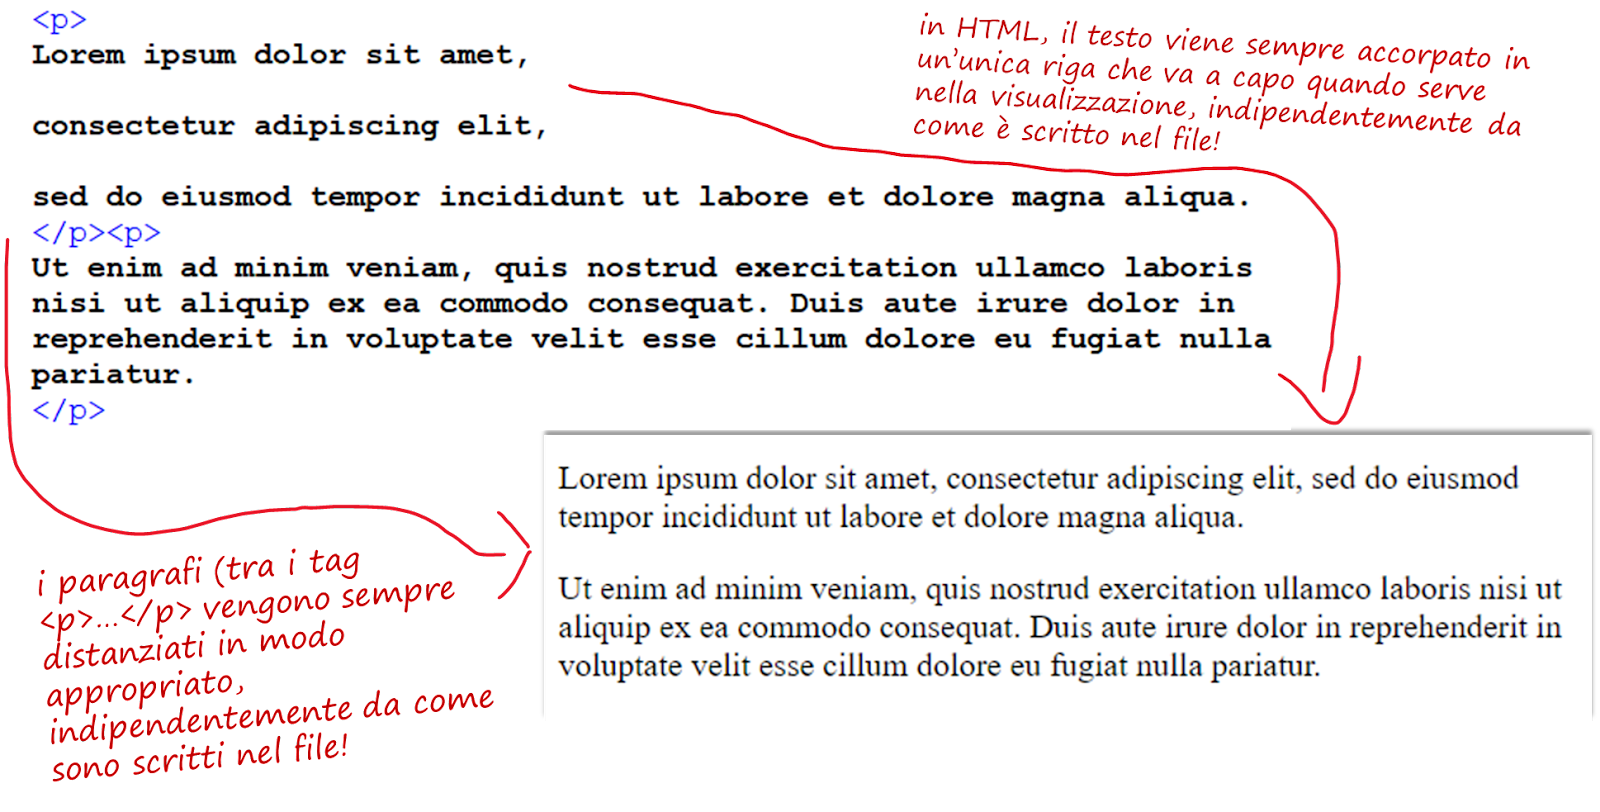 <p>
Lorem ipsum dolor sit amet,
consectetur adipiscing elit,
sed do eiusmod tempor incididunt ut labore et dolore magna aliqua.
</p><p>
Ut enim ad minim veniam, quis nostrud exercitation ullamco laboris
nisi ut aliquip ex ea commodo consequat. Duis aute irure dolor in
reprehenderit in voluptate velit esse cillum dolore eu fugiat nulla
pariatur.
</p>
in HTML, il testo viene sempre accorpato in
un'unica riga che va a capo quando serve
nella visualizzazione, indipendentemente da
come è scritto nel file!
i paragrafi (tra i tag
<p>...</p> vengono sempre
distanziati in modo
appropriato,
indipendentemente da come
sono scritti nel file!
Lorem ipsum dolor sit amet, consectetur adipiscing elit, sed do eiusmod
tempor incididunt ut labore et dolore magna aliqua.
Ut enim ad minim veniam, quis nostrud exercitation ullamco laboris nisi ut
aliquip ex ea commodo consequat. Duis aute irure dolor in reprehenderit in
voluptate velit esse cillum dolore eu fugiat nulla pariatur.